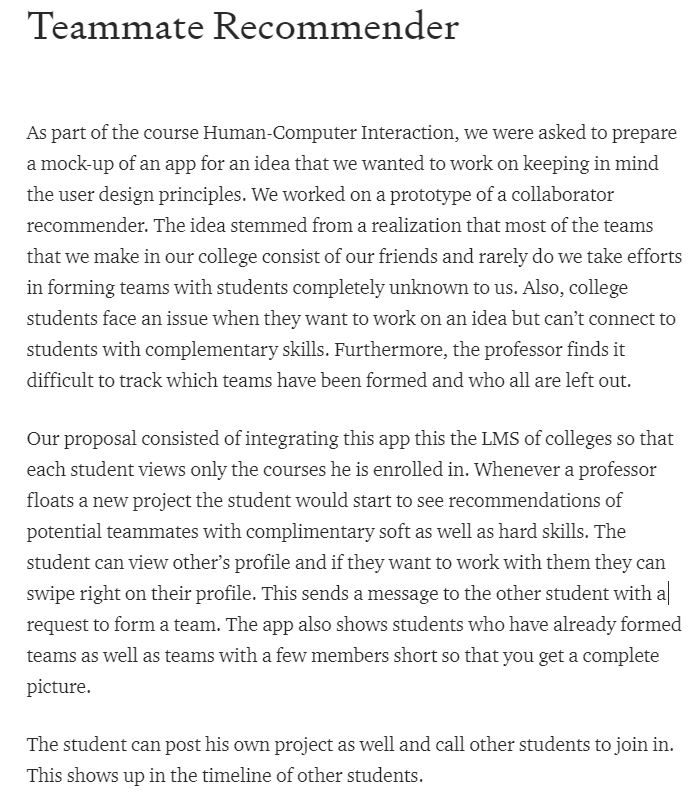 Teammate Recommender
As part of the course Human-Computer Interaction, we were asked to prepare
a mock-up of an app for an idea that we wanted to work on keeping in mind
the user design principles. We worked on a prototype of a collaborator
recommender. The idea stemmed from a realization that most of the teams
that we make in our college consist of our friends and rarely do we take efforts
in forming teams with students completely unknown to us. Also, college
students face an issue when they want to work on an idea but can’t connect to
students with complementary skills. Furthermore, the professor finds it
difficult to track which teams have been formed and who all are left out.
Our proposal consisted of integrating this app this the LMS of colleges so that
each student views only the courses he is enrolled in. Whenever a professor
floats a new project the student would start to see recommendations of
potential teammates with complimentary soft as well as hard skills. The
student can view other’s profile and if they want to work with them they can
swipe right on their profile. This sends a message to the other student with a
request to form a team. The app also shows students who have already formed
teams as well as teams with a few members short so that you get a complete
picture.
The student can post his own project as well and call other students to join in.
This shows up in the timeline of other students.